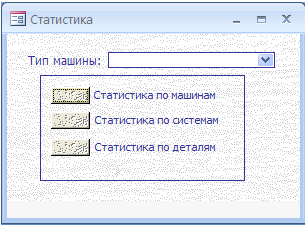 Статистика
Тип машины:
Статистика по машинам
Статистика по системам
Статистика по деталям